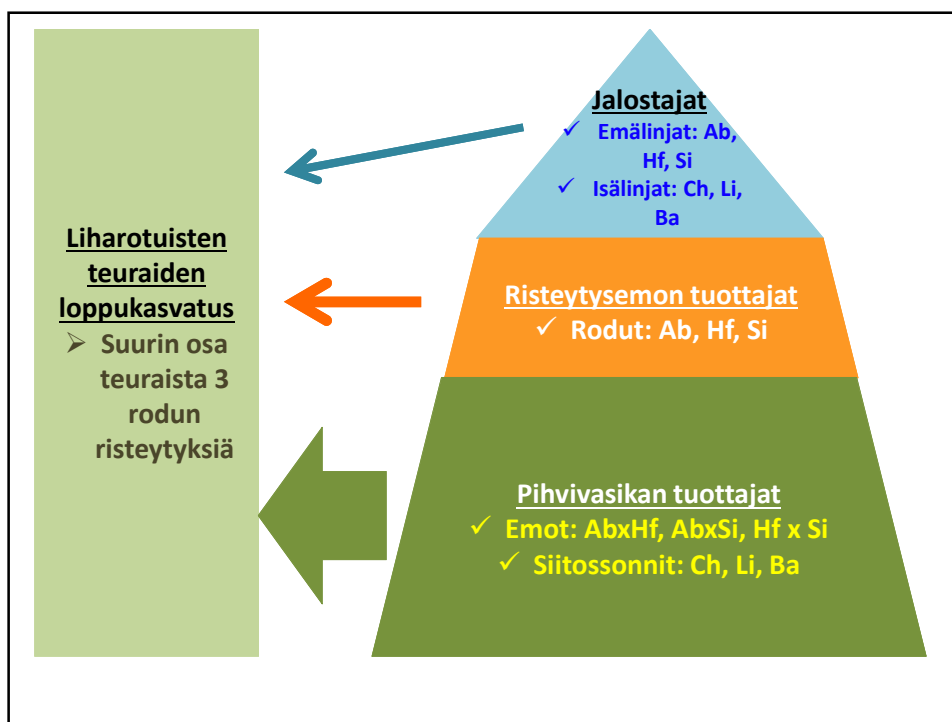 Liharotuisten
teuraiden
loppukasvatus
➢ Suurin osa
teuraista 3
rodun
risteytyksiä
Jalostajat
✓ Emälinjat: Ab,
Hf, Si
✓ Isälinjat: Ch, Li,
Ba
Risteytysemon tuottajat
✓ Rodut: Ab, Hf, Si
Pihvivasikan tuottajat
✓ Emot: AbxHf, AbxSi, Hf x Si
✓ Siitossonnit: Ch, Li, Ba